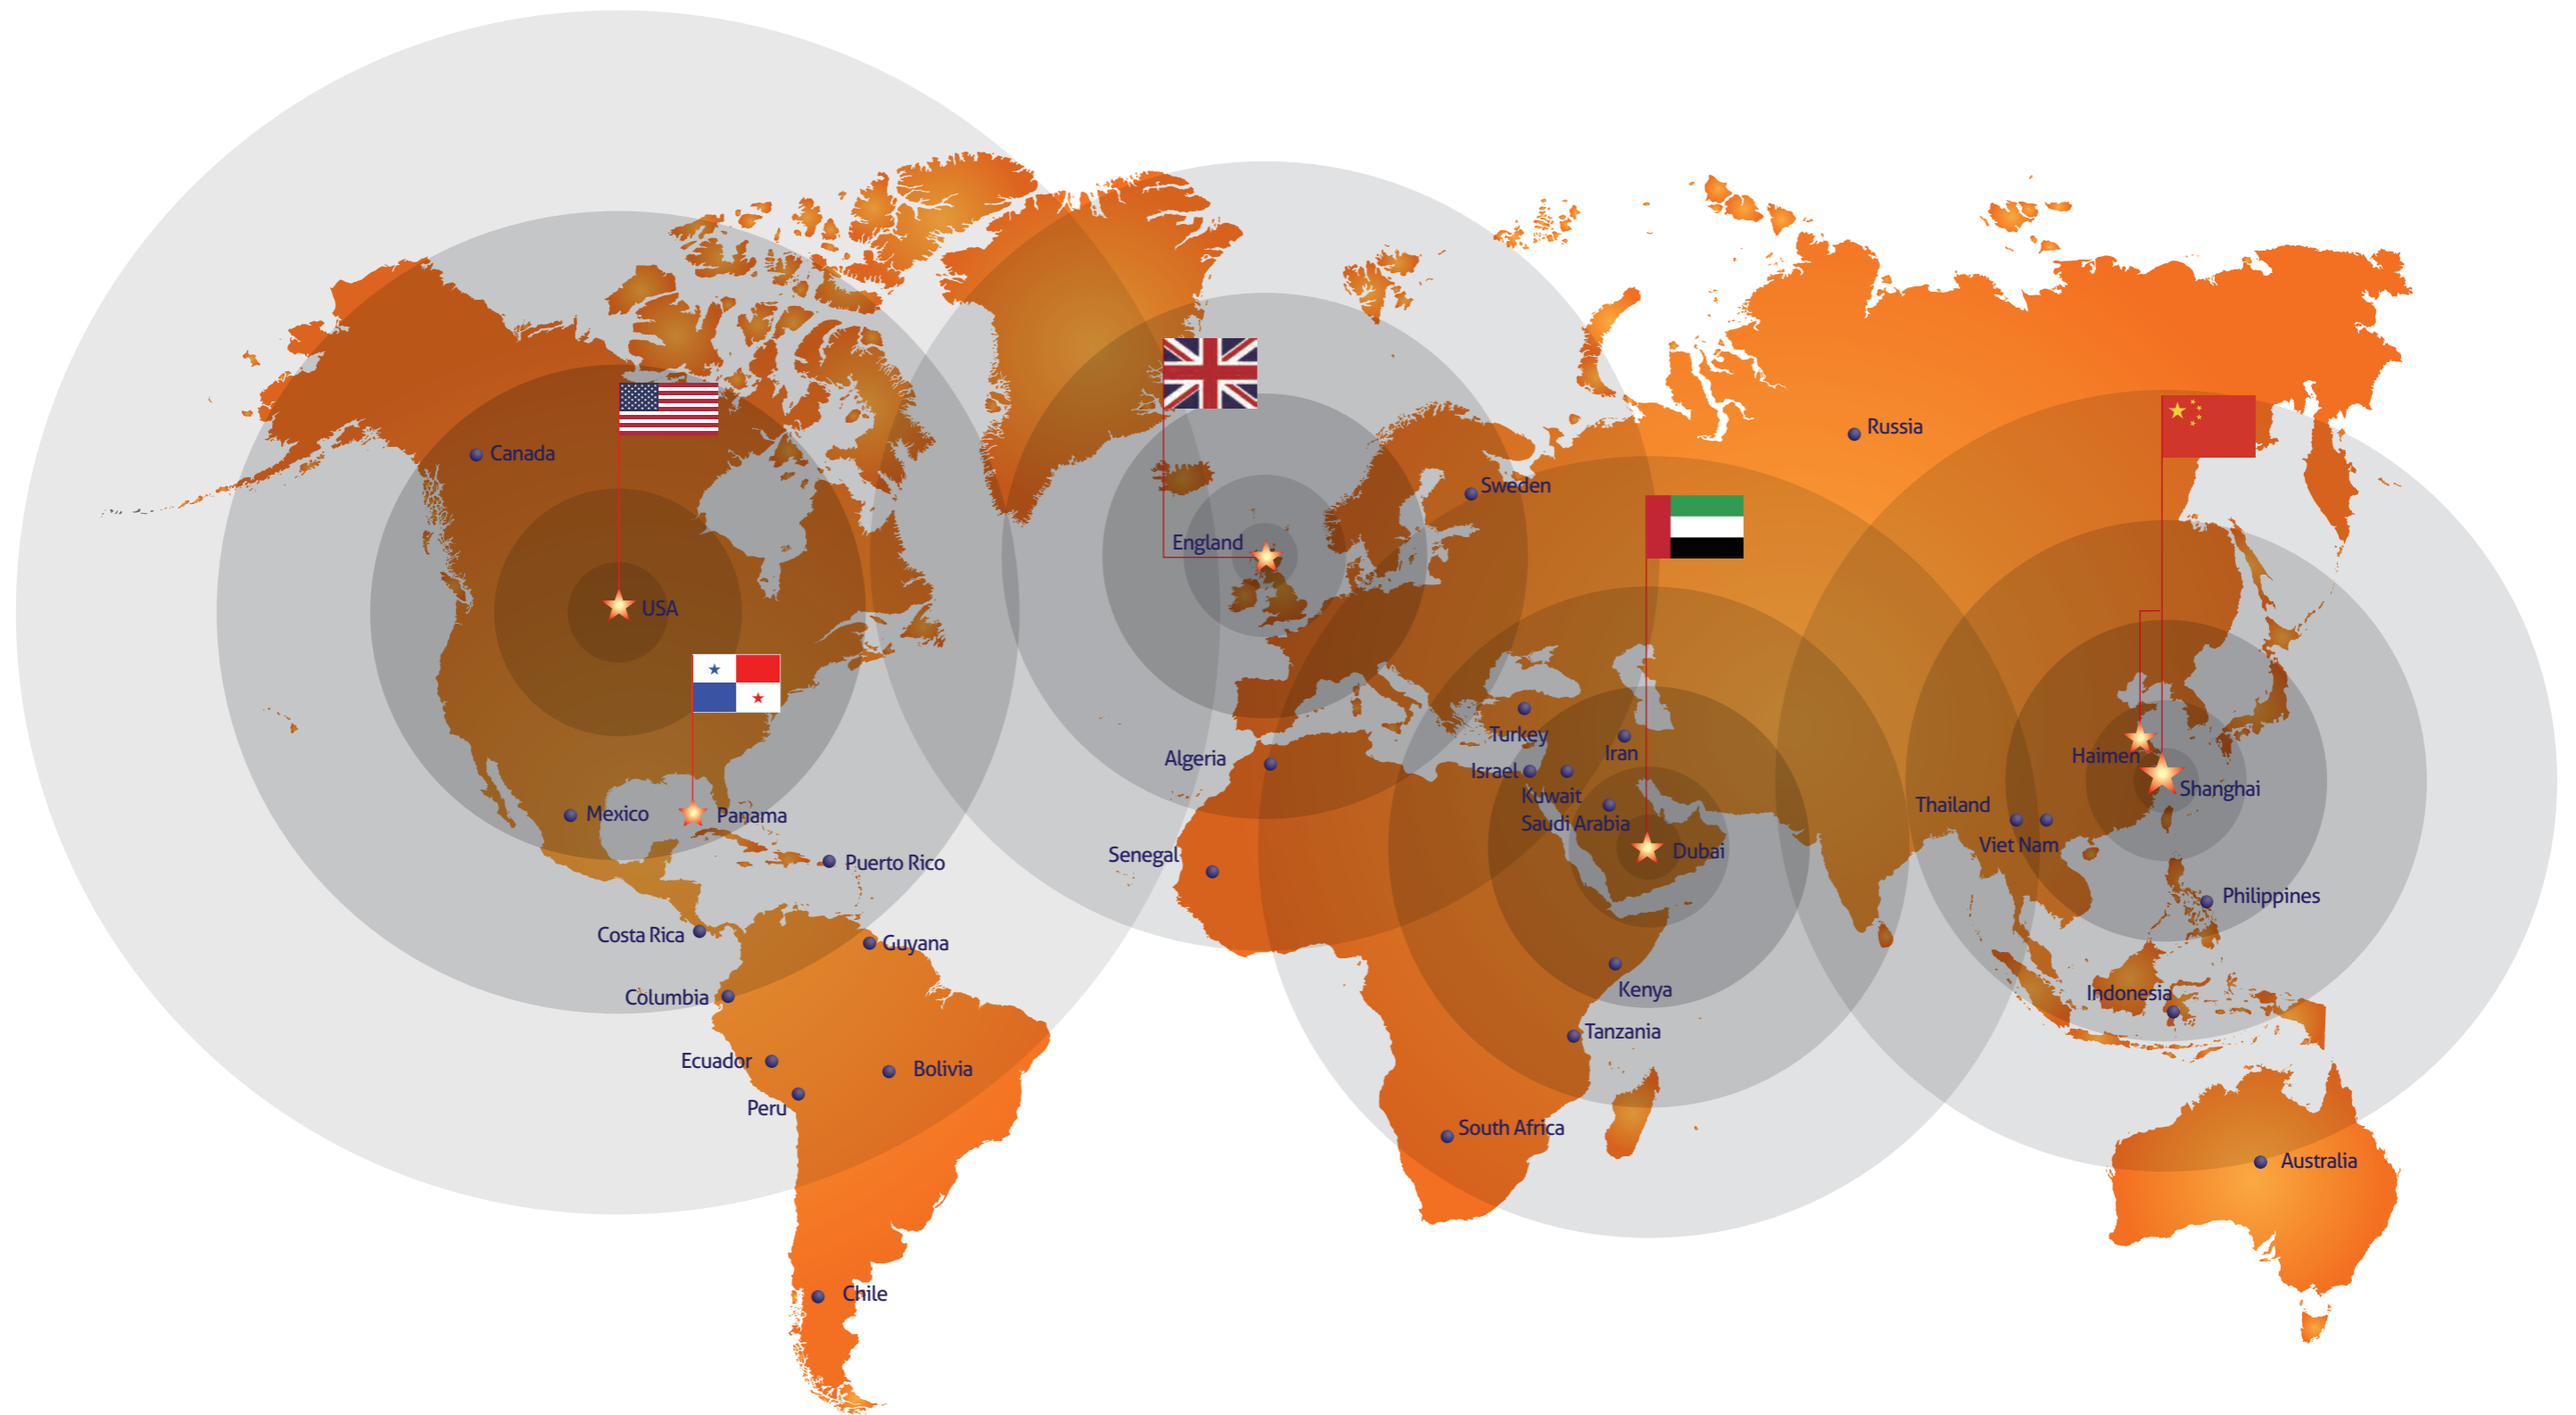 Canada
USA
Panama
Mexico
Puerto Rico
Costa Rica
Guyana
Columbia
Ecuador
Bolivia
Peru
Chile
England
Sweden
Russia
Algeria
Turkey
Iran
Israel
Kuwait
Saudi Arabia
Senegal
Dubai
Kenya
Tanzania
South Africa
Haimen
Shanghai
Thailand
Viet Nam
Philippines
Indonesia
Australia